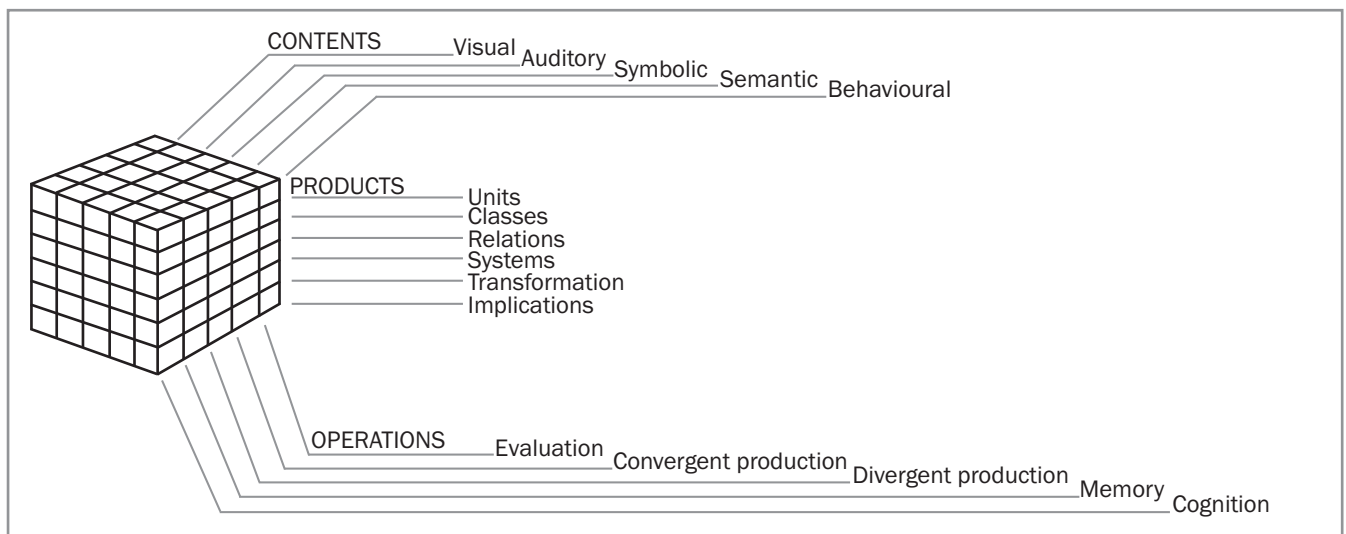 CONTENTS
Visual
Auditory
Symbolic
Semantic
Behavioural
PRODUCTS
Units
Classes
Relations
Systems
Transformation
Implications
OPERATIONS
Evaluation
Convergent production
Divergent production
Memory
Cognition